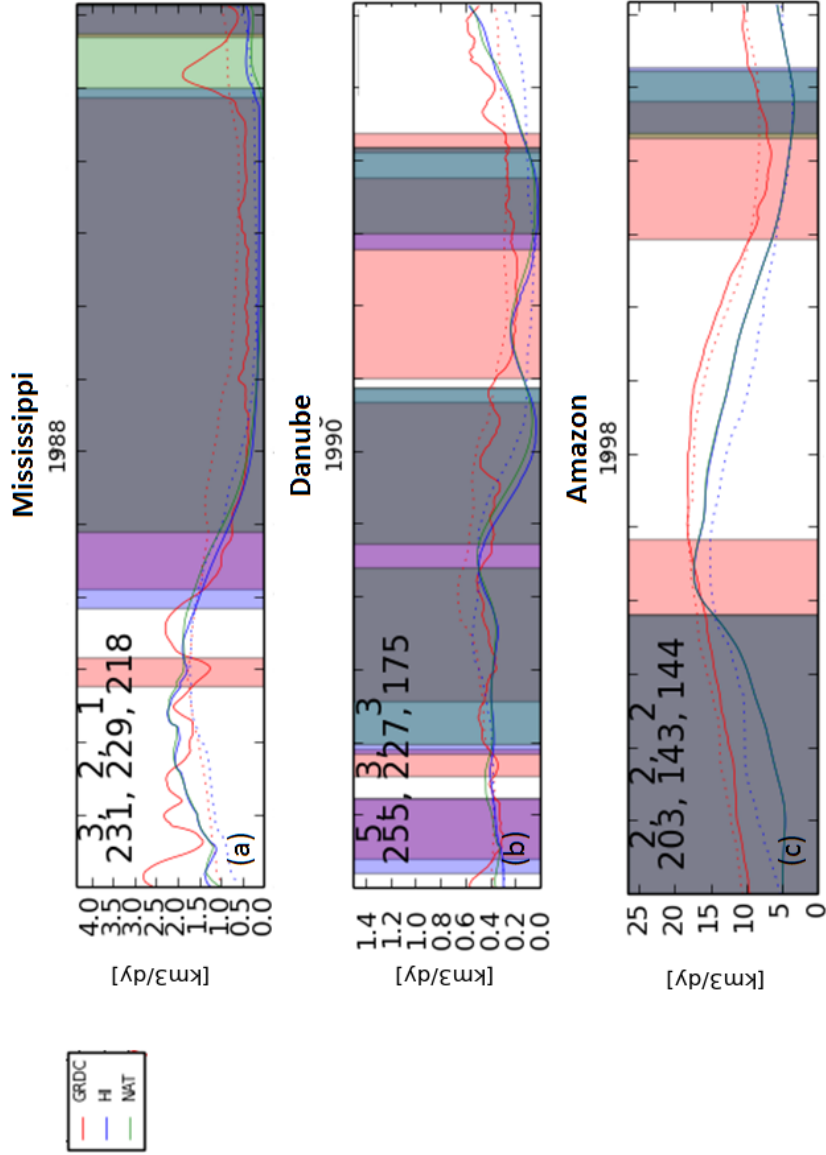 Mississippi
1988
3, 2, 1
231, 229, 218
(a)
4.0
3.5
3.0
2.5
2.0
1.5
1.0
0.5
0.0
[km3/dy]
Danube
1990
5, 3, 3
255, 227, 175
(b)
1.4
1.2
1.0
0.8
0.6
0.4
0.2
0.0
[km3/dy]
Amazon
1998
2, 2, 2
203, 143, 144
(c)
25
20
15
10
5
0
[km3/dy]
GRDC
HI
NAT